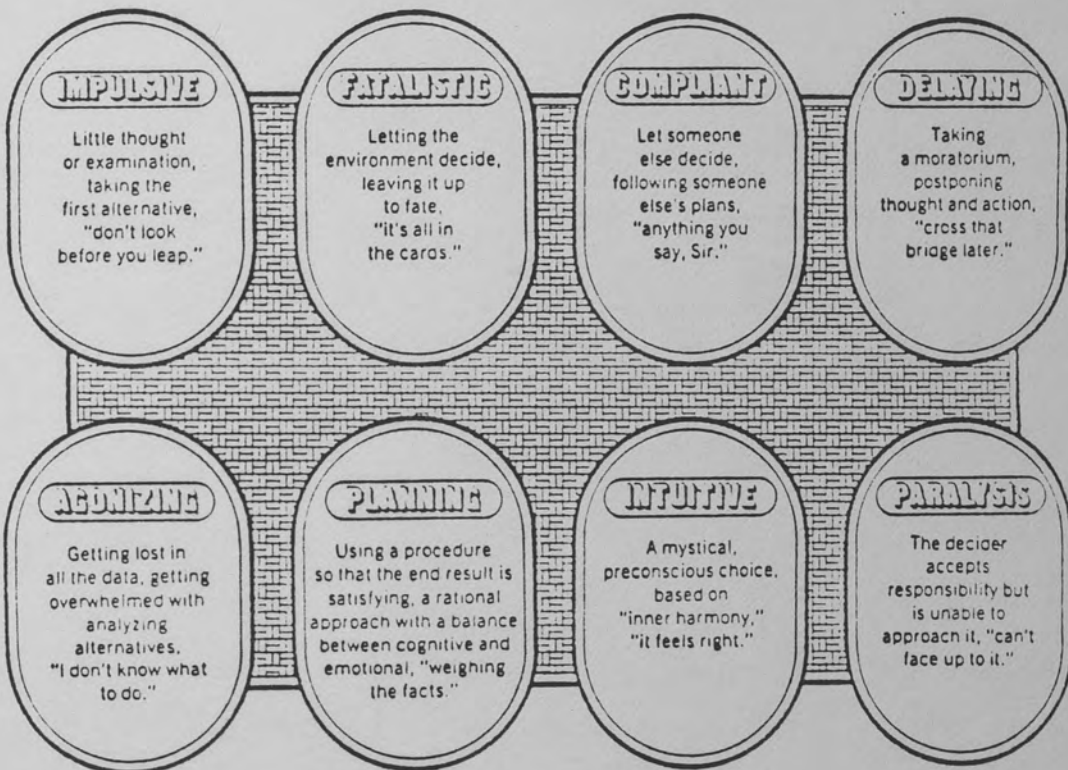 IMPULSIVE
Little thought
or examination,
taking the
first alternative,
"don't look
before you leap."
FATALISTIC
Letting the
environment decide,
leaving it up
to fate,
"it's all in
the cards."
COMPLIANT
Let someone
else decide,
following someone
else's plans,
"anything you
say, Sir."
DELAYING
Taking
a moratorium,
postponing
thought and action,
"cross that
bridge later."
AGONIZING
Getting lost in
all the data, getting
overwhelmed with
analyzing
alternatives,
"I don't know what
to do."
PLANNING
Using a procedure
so that the end result is
satisfying, a rational
approach with a balance
between cognitive and
emotional, "weighing
the facts."
INTUITIVE
A mystical,
preconscious choice,
based on
"inner harmony,"
"it feels right."
PARALYSIS
The decider
accepts
responsibility but
is unable to
approach it, "can't
face up to it."